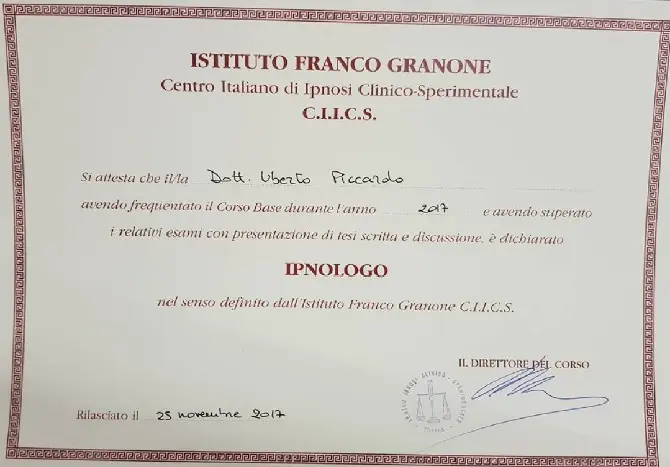 ISTITUTO FRANCO GRANONE
Centro Italiano di Ipnosi Clinico-Sperimentale
C.I.I.C.S.
Si attesta che il/la Dott. Uberto Piccardo
avendo frequentato il Corso Base durante l'anno 2017 e avendo superato
i relativi esami con presentazione di tesi scritta e discussione, è dichiarato
IPNOLOGO
nel senso definito dall'Istituto Franco Granone C.I.I.C.S.
IL DIRETTORE DEL CORSO
Rilasciato il 25 novembre 2017